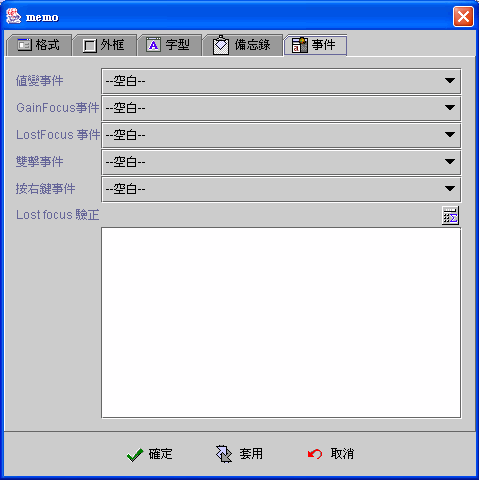 memo
格式 外框 字型 備忘錄 事件
值變事件 --空白--
GainFocus事件 --空白--
LostFocus 事件 --空白--
雙擊事件 --空白--
按右鍵事件 --空白--
Lost focus 驗正
確定 套用 取消